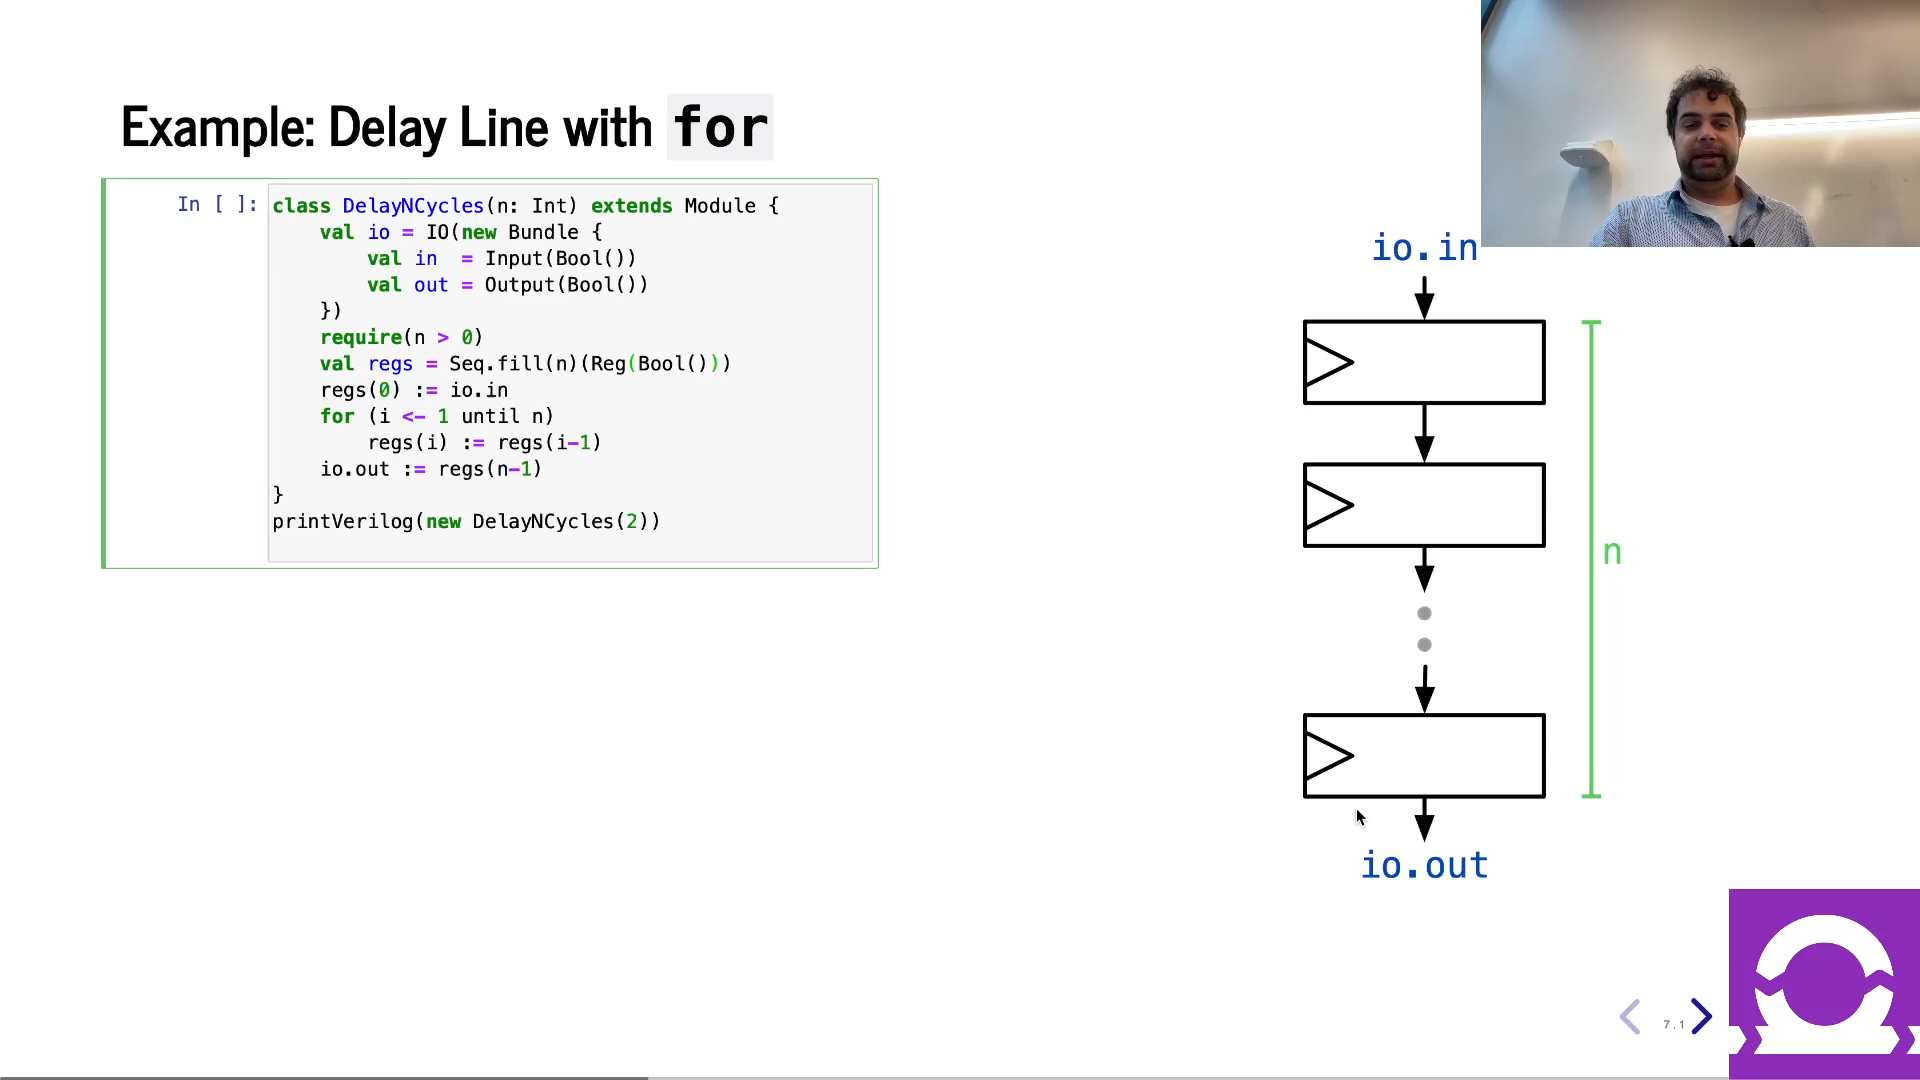 Example: Delay Line with for
In [ ]:
class DelayNCycles(n: Int) extends Module {
    val io = IO(new Bundle {
        val in  = Input(Bool())
        val out = Output(Bool())
    })
    require(n > 0)
    val regs = Seq.fill(n)(Reg(Bool()))
    regs(0) := io.in
    for (i <- 1 until n)
        regs(i) := regs(i-1)
    io.out := regs(n-1)
}
printVerilog(new DelayNCycles(2))
io.in
n
io.out
7.1